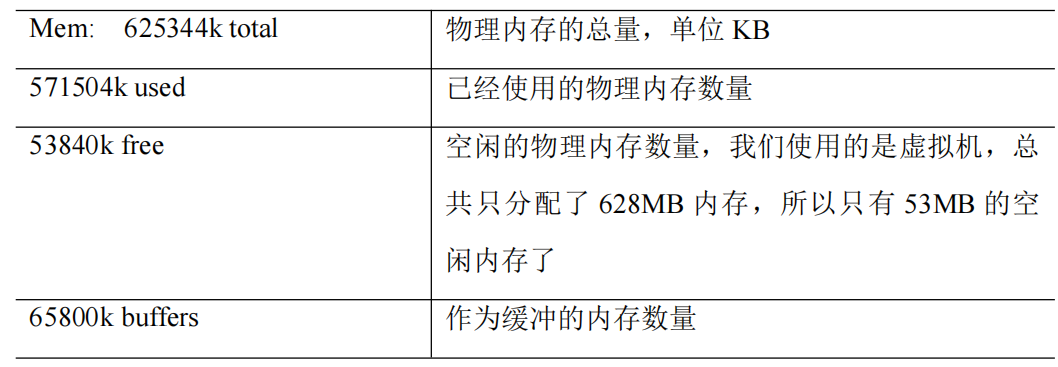 Mem: 625344k total
物理内存的总量，单位 KB
571504k used
已经使用的物理内存数量
53840k free
空闲的物理内存数量，我们使用的是虚拟机，总
共只分配了 628MB 内存，所以只有 53MB 的空
闲内存了
65800k buffers
作为缓冲的内存数量